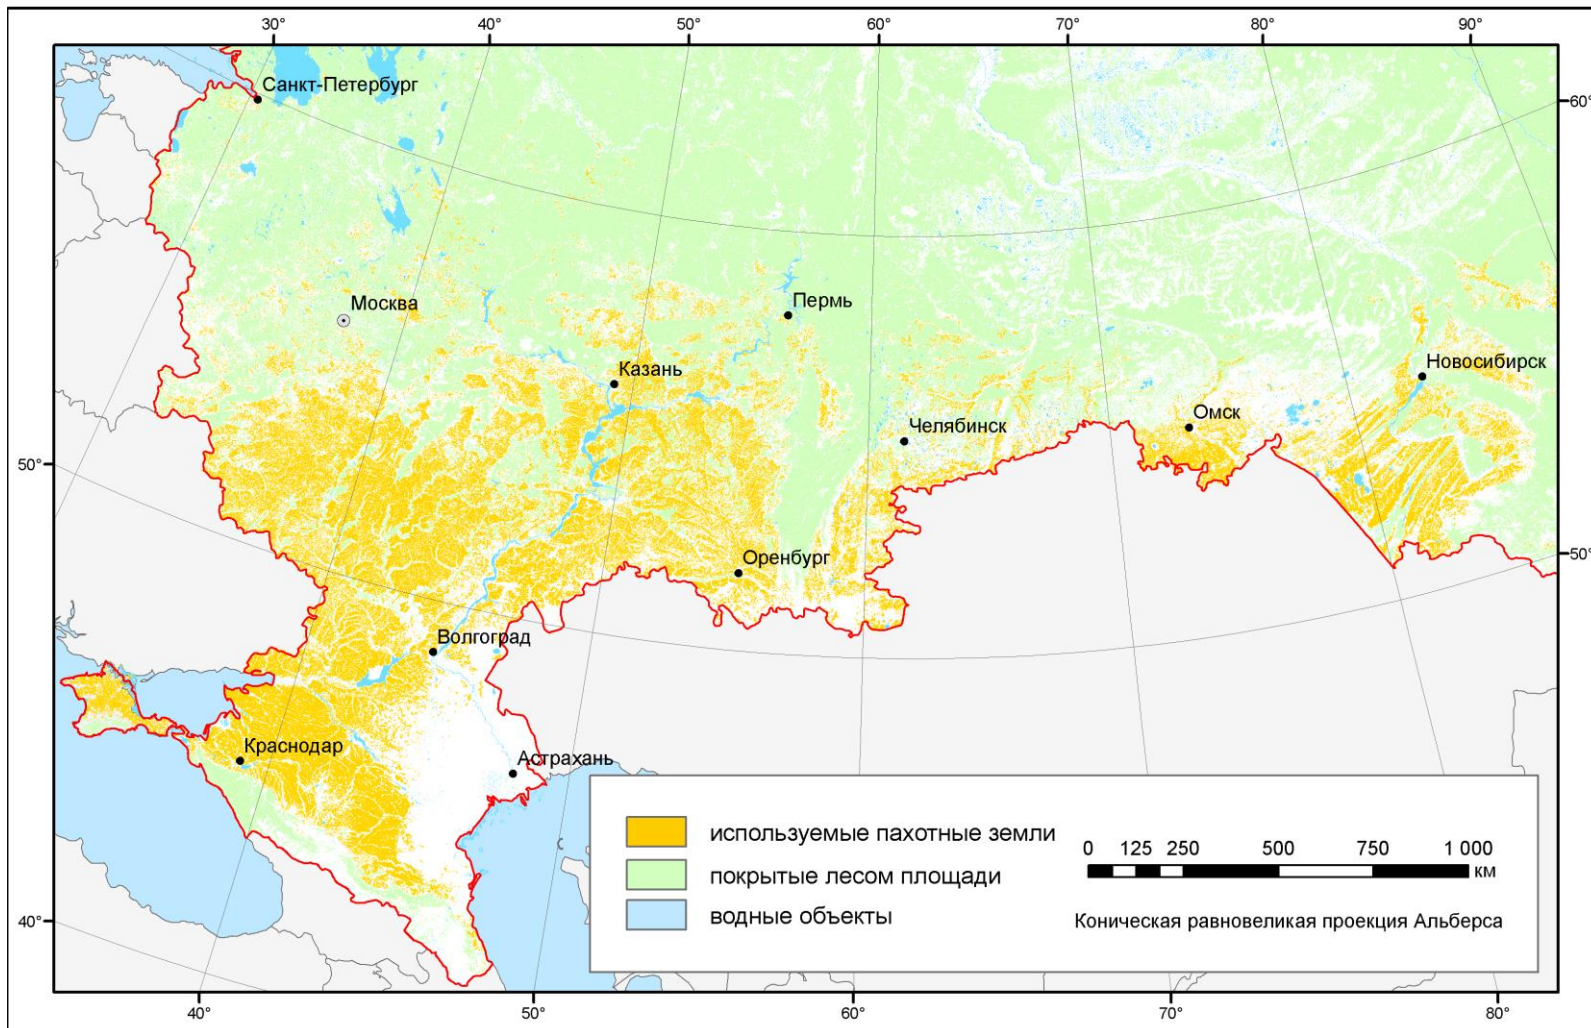 30° 40° 50° 60° 70° 80° 90°
Санкт-Петербург
60°
Москва
Пермь
Казань
Новосибирск
Омск
Челябинск
50°
Оренбург
50°
Волгоград
Краснодар
Астрахань
используемые пахотные земли
покрытые лесом площади
водные объекты
0 125 250 500 750 1 000
км
Коническая равновеликая проекция Альберса
40°
40° 50° 60° 70° 80°